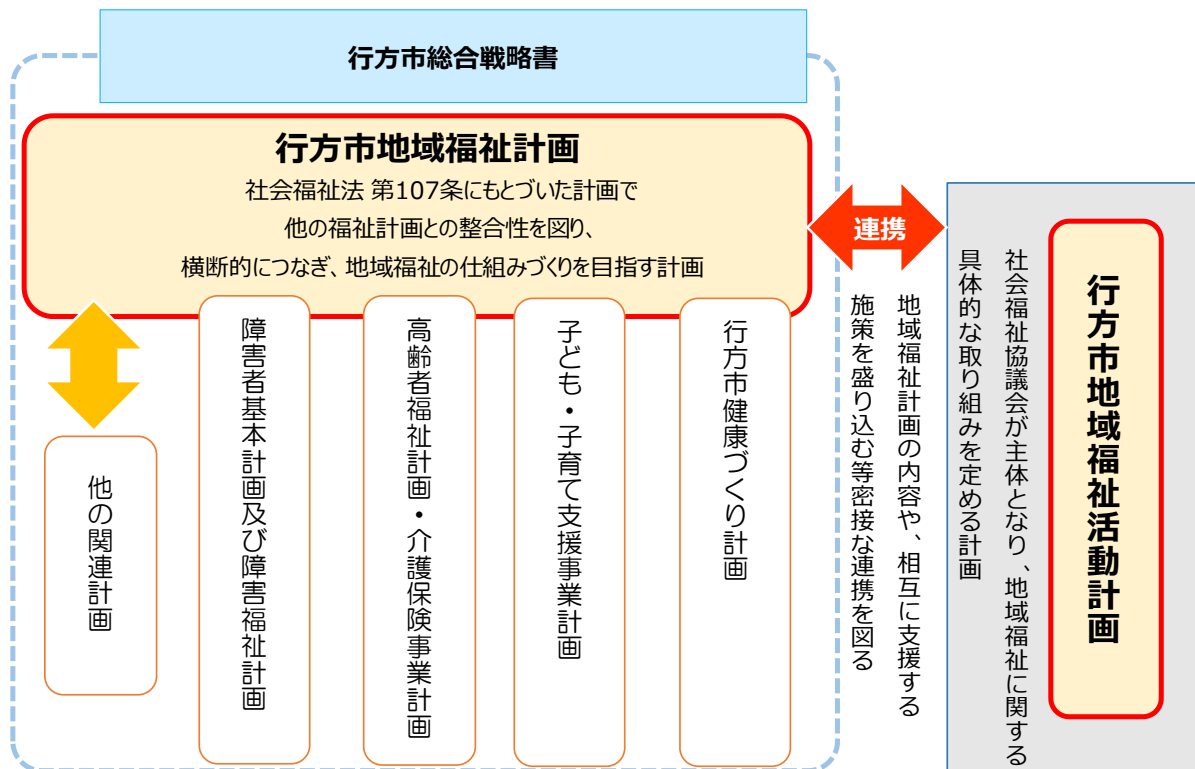 行方市総合戦略書
行方市地域福祉計画
社会福祉法 第107条にもとづいた計画で
他の福祉計画との整合性を図り、
横断的につなぎ、地域福祉の仕組みづくりを目指す計画
連携
他の関連計画
障害者基本計画及び障害福祉計画
高齢者福祉計画・介護保険事業計画
子ども・子育て支援事業計画
行方市健康づくり計画
地域福祉計画の内容や、相互に支援する
施策を盛り込む等密接な連携を図る
行方市地域福祉活動計画
社会福祉協議会が主体となり、地域福祉に関する
具体的な取り組みを定める計画